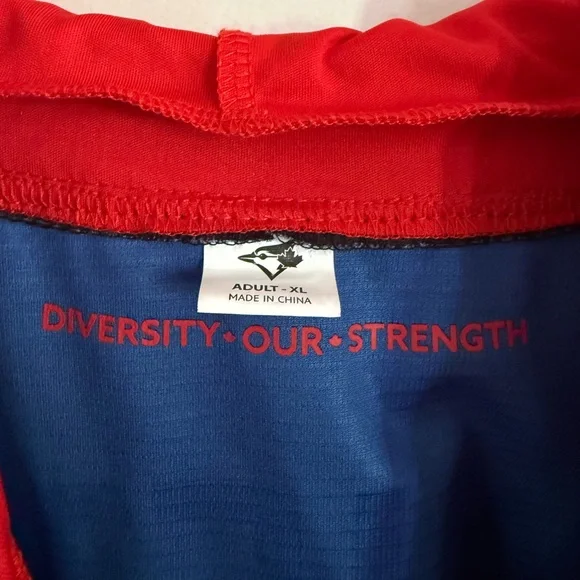 ADULT - XL
MADE IN CHINA
DIVERSITY OUR STRENGTH